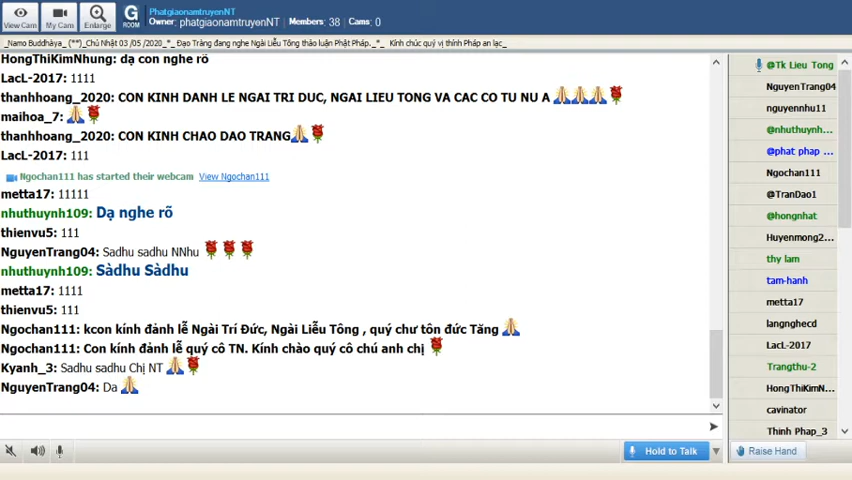 PhatgiaonamtruyenNT
Owner: phatgiaonamtruyenNT Members: 38 Cams: 0
View Cam My Cam Enlarge G ROOM
_Namo Buddhàya_ (**)_Chủ Nhật 03 /05 /2020_*_ Đạo Tràng đang nghe Ngài Liễu Tông thảo luận Phật Pháp._*_ Kính chúc quý vị thính Pháp an lạc_
HongThiKimNhung: dạ con nghe rõ
LacL-2017: 1111
thanhhoang_2020: CON KINH DANH LE NGAI TRI DUC, NGAI LIEU TONG VA CAC CO TU NU A
maihoa_7:
thanhhoang_2020: CON KINH CHAO DAO TRANG
LacL-2017: 111
Ngochan111 has started their webcam View Ngochan111
metta17: 11111
nhuthuynh109: Dạ nghe rõ
thienvu5: 111
NguyenTrang04: Sadhu sadhu NNhu
nhuthuynh109: Sàdhu Sàdhu
metta17: 1111
thienvu5: 111
Ngochan111: kcon kính đảnh lễ Ngài Trí Đức, Ngài Liễu Tông , quý chư tôn đức Tăng
Ngochan111: Con kính đảnh lễ quý cô TN. Kính chào quý cô chú anh chị
Kyanh_3: Sadhu sadhu Chị NT
NguyenTrang04: Da
Hold to Talk
@Tk Lieu Tong
NguyenTrang04
nguyennhu11
@nhuthuynh...
@phat phap ...
Ngochan111
@TranDao1
@hongnhat
Huyenmong2...
thy lam
tam-hanh
metta17
langnghecd
LacL-2017
Trangthu-2
HongThiKimN...
cavinator
Thinh Phap_3
Raise Hand